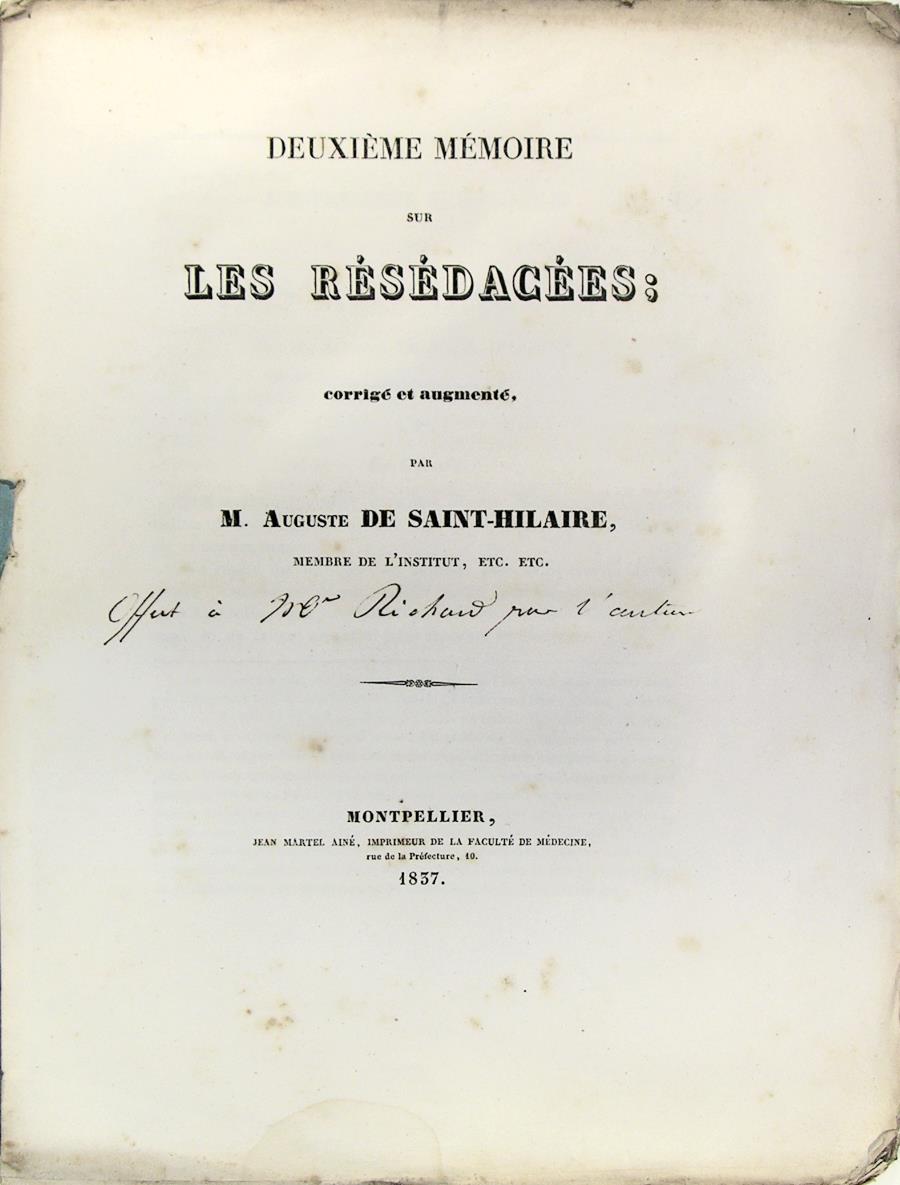 DEUXIÈME MÉMOIRE
SUR
LES RÉSÉDACÉES;
corrigé et augmenté,
PAR
M. AUGUSTE DE SAINT-HILAIRE,
MEMBRE DE L'INSTITUT, ETC. ETC.
Offert à Mr Richard par l'auteur
MONTPELLIER,
JEAN MARTEL AINÉ, IMPRIMEUR DE LA FACULTÉ DE MÉDECINE,
rue de la Préfecture, 10.
1837.